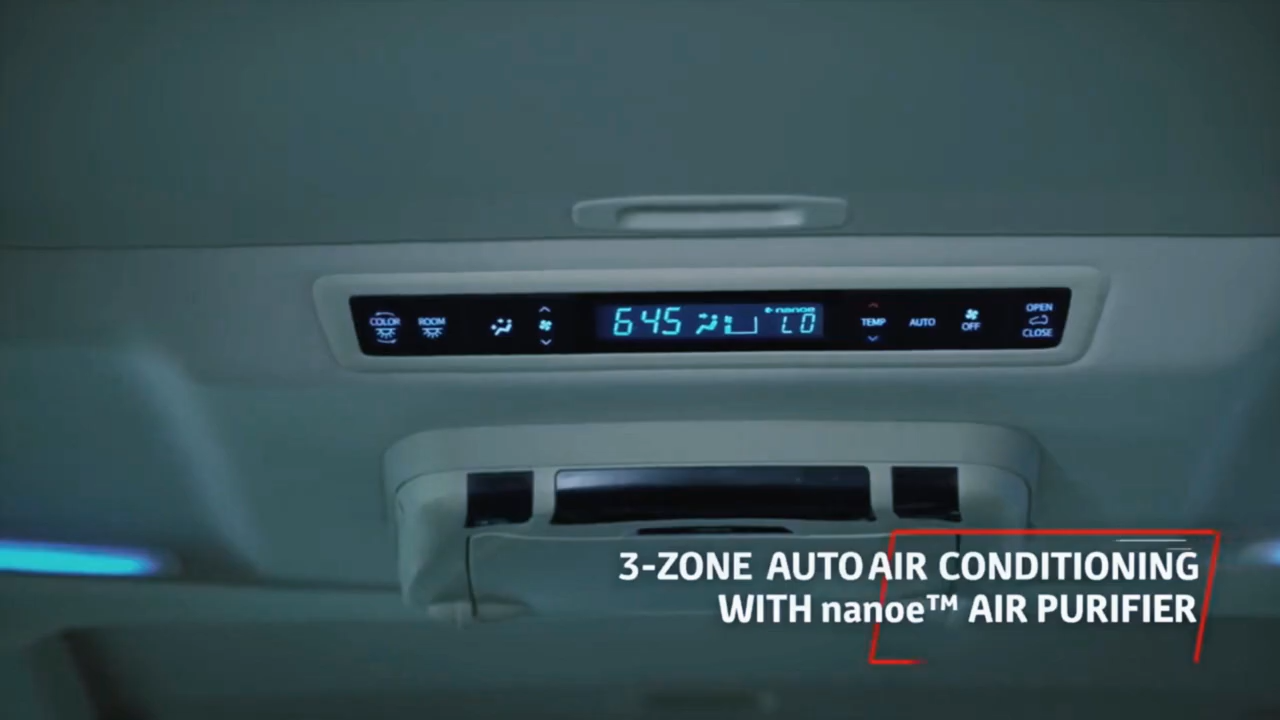 COLOR
ROOM
645
nanoe
LO
TEMP
AUTO
OFF
OPEN
CLOSE
3-ZONE AUTO AIR CONDITIONING
WITH nanoe™ AIR PURIFIER